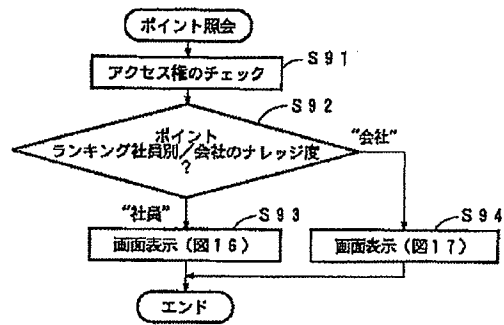 ポイント照会
アクセス権のチェック
S91
S92
ポイント
ランキング社員別／会社のナレッジ度
?
“会社”
“社員”
S93
S94
画面表示（図16）
画面表示（図17）
エンド